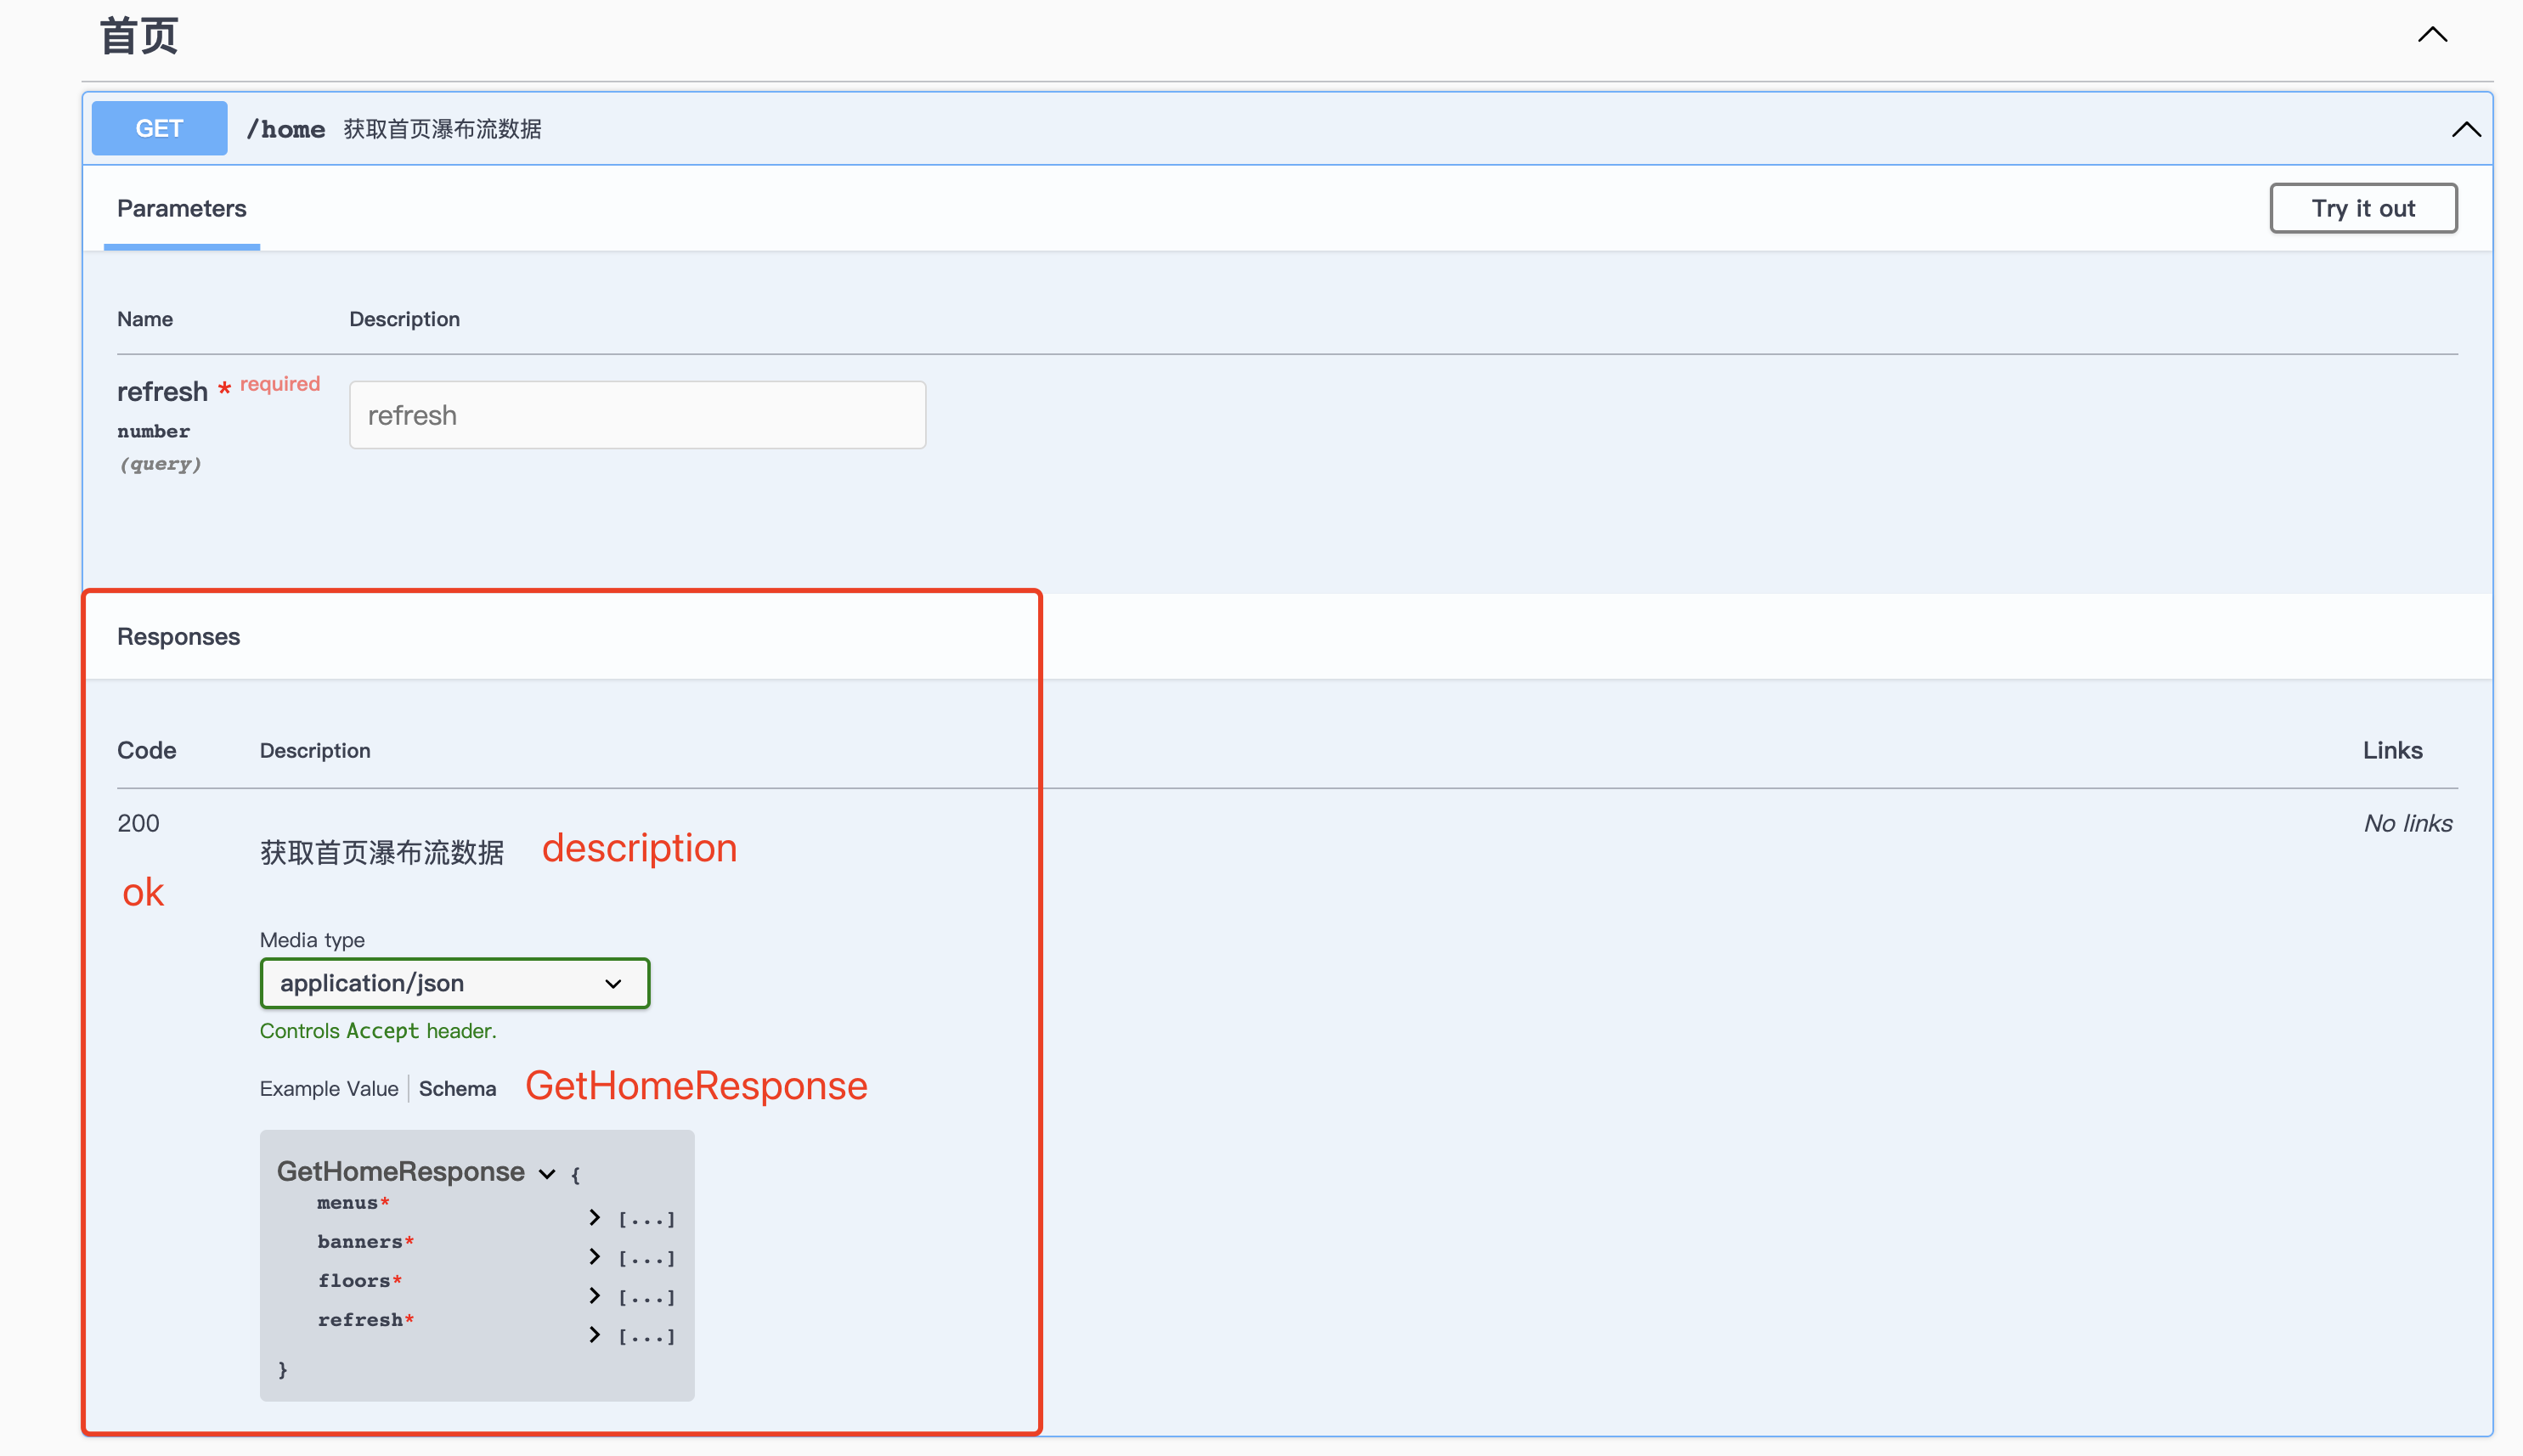 首页
GET /home 获取首页瀑布流数据
Parameters
Try it out
Name Description
refresh * required
number
(query)
refresh
Responses
Code Description Links
200 获取首页瀑布流数据 description No links
ok
Media type
application/json
Controls Accept header.
Example Value Schema GetHomeResponse
GetHomeResponse {
menus* [...]
banners* [...]
floors* [...]
refresh* [...]
}